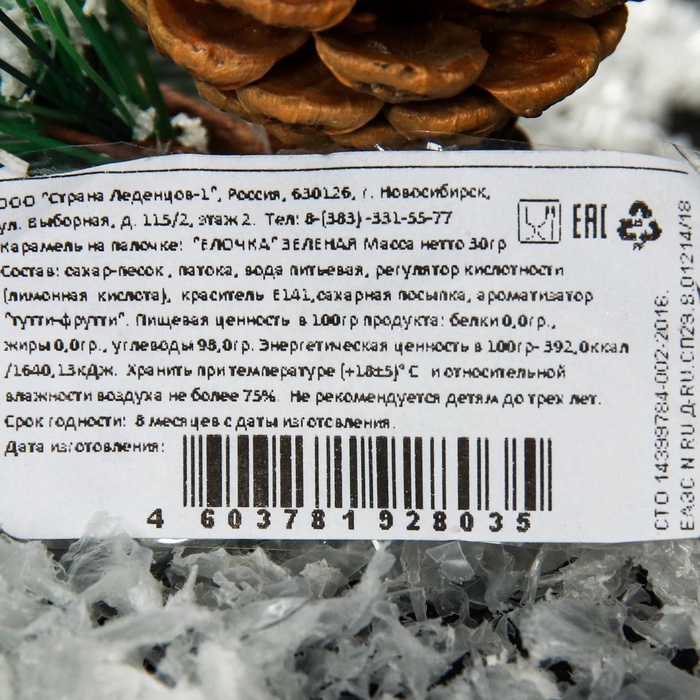 ООО "Страна Леденцов-1", Россия, 630126, г. Новосибирск,
ул. Выборная, д. 115/2, этаж 2. Тел: 8-(383)-331-55-77
Карамель на палочке: "ЕЛОЧКА" ЗЕЛЕНАЯ Масса нетто 30гр
Состав: сахар-песок, патока, вода питьевая, регулятор кислотности
(лимонная кислота), краситель Е141,сахарная посыпка, ароматизатор
"тутти-фрутти". Пищевая ценность в 100гр продукта: белки 0,0гр.,
жиры 0,0гр., углеводы 98,0гр. Энергетическая ценность в 100гр- 392,0ккал
/1640,13кДж. Хранить при температуре (+18±5)° С и относительной
влажности воздуха не более 75%. Не рекомендуется детям до трех лет.
Срок годности: 8 месяцев с даты изготовления.
Дата изготовления:
4 603781 928035
EAC
PP
СТО 14399784-002-2016.
ЕАЭС N RU Д-RU.СП29.В.01214/18